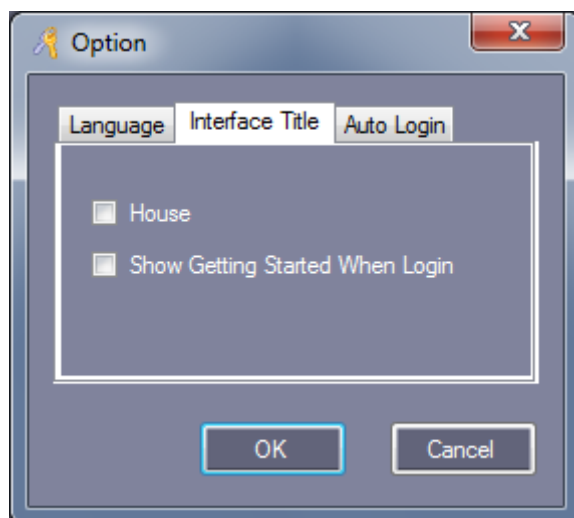 Option
Language Interface Title Auto Login
House
Show Getting Started When Login
OK Cancel